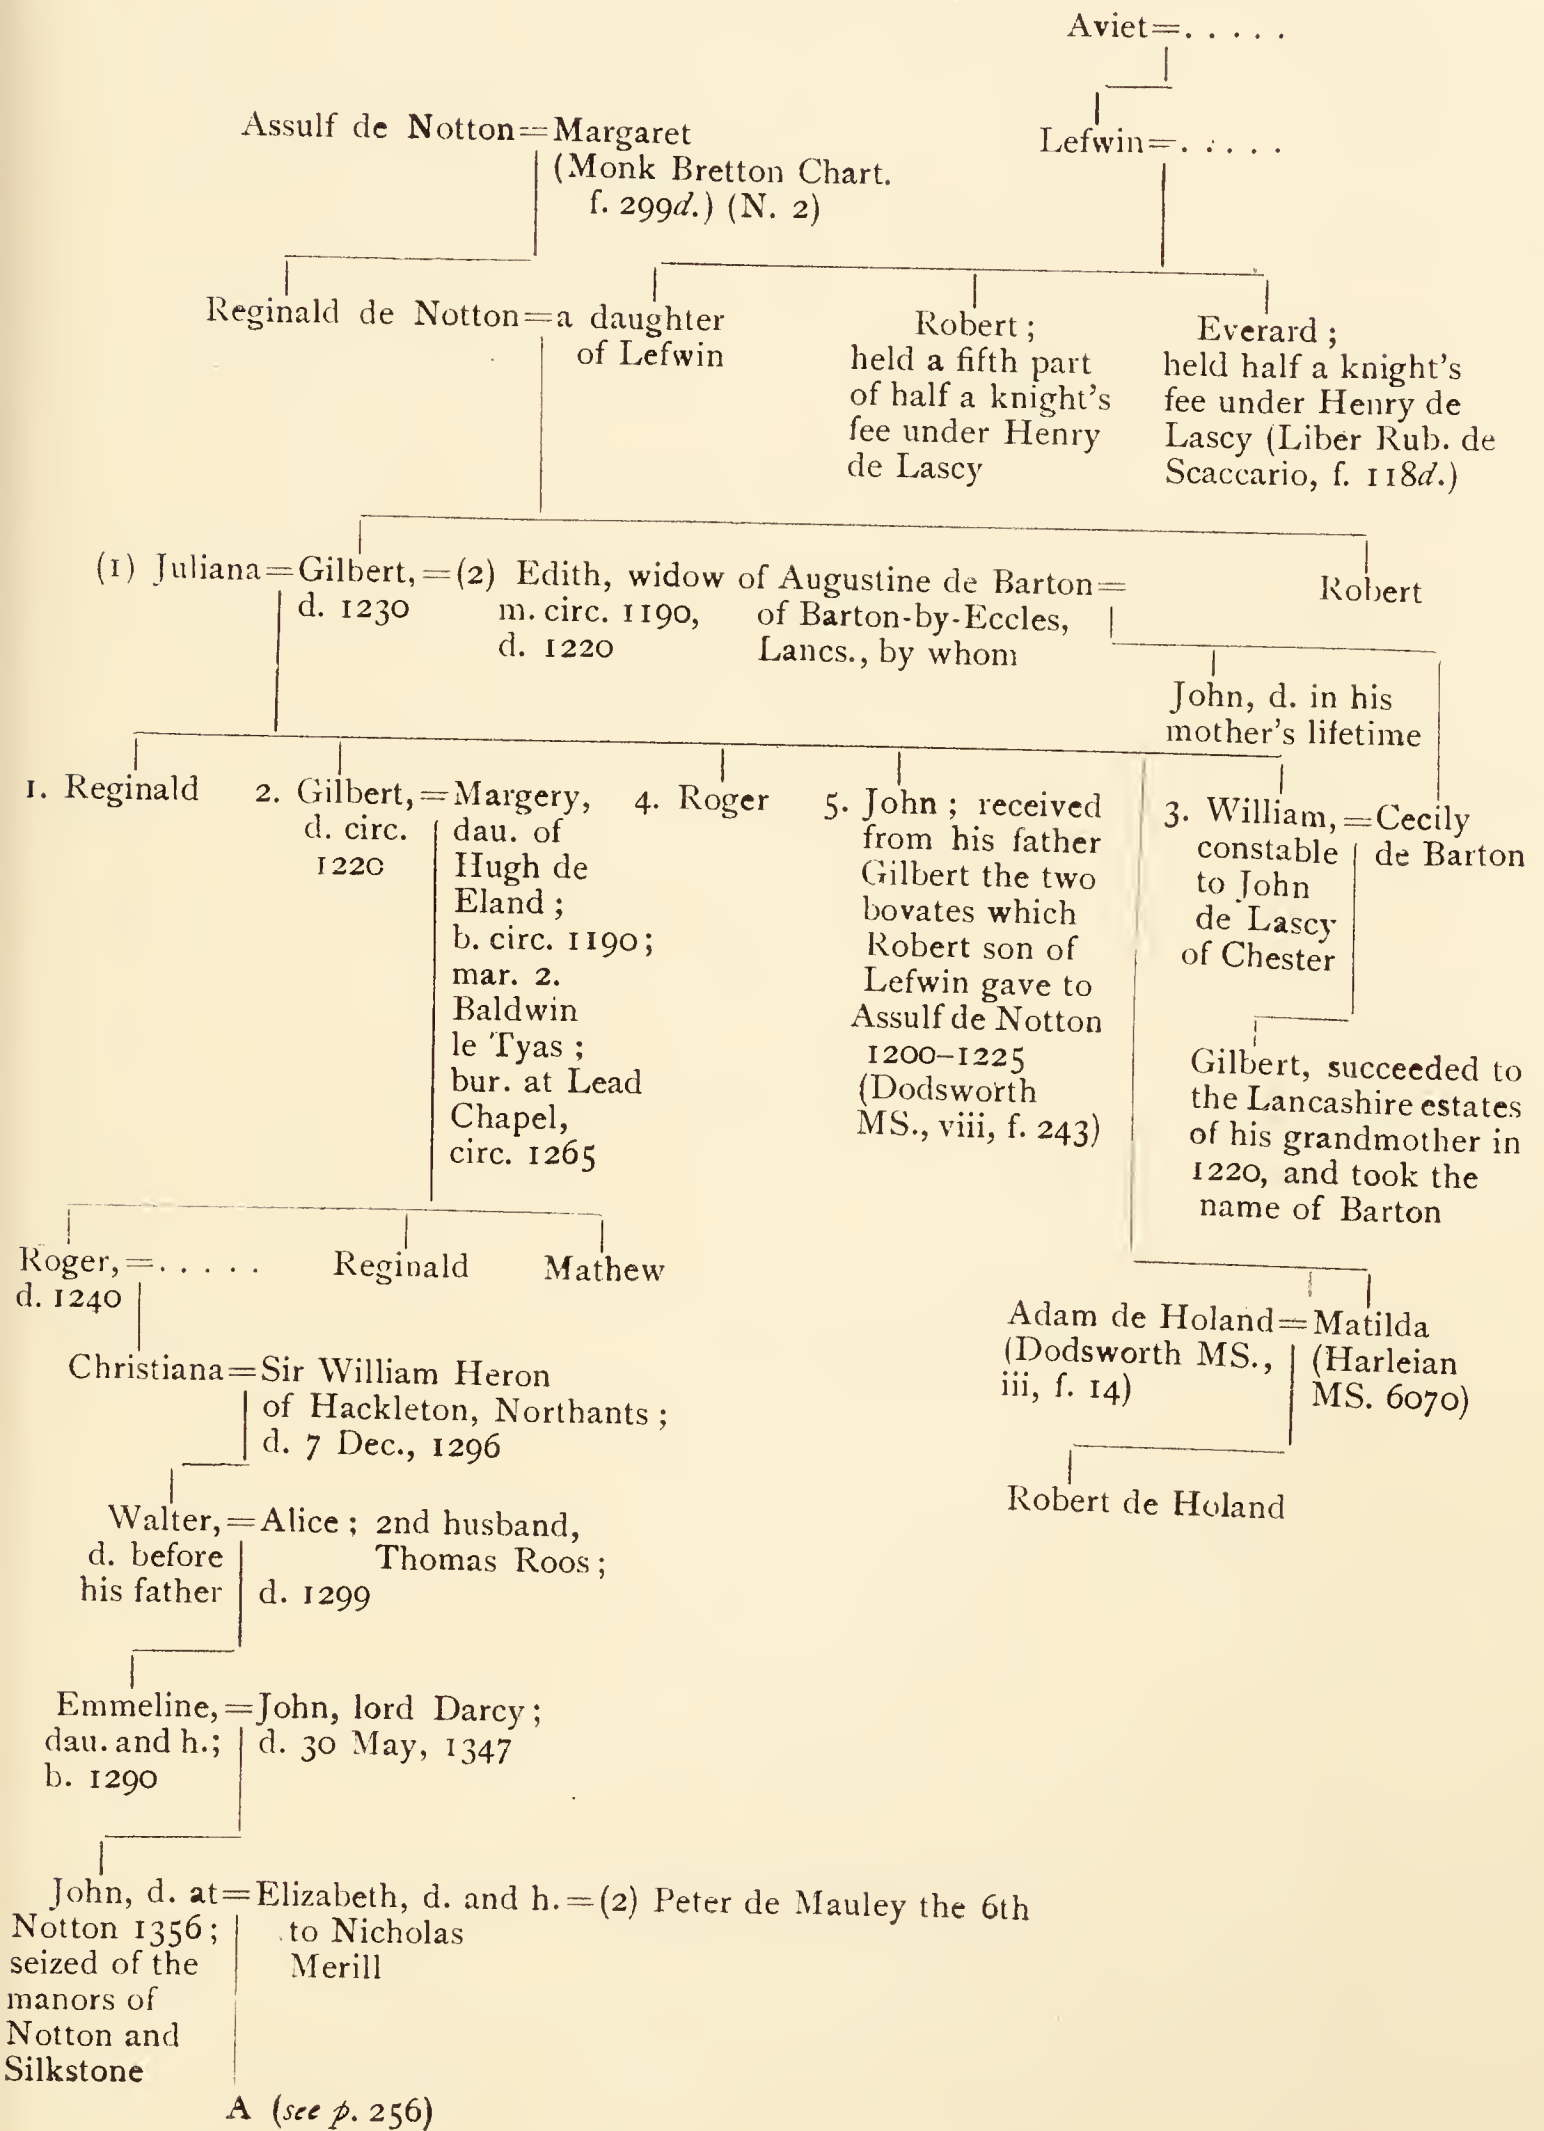 Aviet=. . . . .
Assulf de Notton=Margaret
(Monk Bretton Chart.
f. 299d.) (N. 2)
Lefwin=. . . . .
Reginald de Notton=a daughter
of Lefwin
Robert ;
held a fifth part
of half a knight's
fee under Henry
de Lascy
Everard ;
held half a knight's
fee under Henry de
Lascy (Liber Rub. de
Scaccario, f. 118d.)
(1) Juliana=Gilbert,=(2) Edith, widow of Augustine de Barton=
d. 1230
m. circ. 1190,
d. 1220
of Barton-by-Eccles,
Lancs., by whom
Robert
John, d. in his
mother's lifetime
1. Reginald
2. Gilbert,=Margery,
d. circ.
1220
dau. of
Hugh de
Eland ;
b. circ. 1190;
mar. 2.
Baldwin
le Tyas ;
bur. at Lead
Chapel,
circ. 1265
4. Roger
5. John ; received
from his father
Gilbert the two
bovates which
Robert son of
Lefwin gave to
Assulf de Notton
1200–1225
(Dodsworth
MS., viii, f. 243)
3. William,=Cecily
constable
to John
de Lascy
of Chester
de Barton
Gilbert, succeeded to
the Lancashire estates
of his grandmother in
1220, and took the
name of Barton
Roger,=. . . . .
d. 1240
Reginald
Mathew
Adam de Holand=Matilda
(Dodsworth MS.,
iii, f. 14)
(Harleian
MS. 6070)
Christiana=Sir William Heron
of Hackleton, Northants ;
d. 7 Dec., 1296
Robert de Holand
Walter,=Alice ; 2nd husband,
d. before
his father
Thomas Roos ;
d. 1299
Emmeline,=John, lord Darcy ;
dau. and h.;
b. 1290
d. 30 May, 1347
John, d. at=Elizabeth, d. and h.=(2) Peter de Mauley the 6th
Notton 1356 ;
seized of the
manors of
Notton and
Silkstone
to Nicholas
Merill
A (see p. 256)